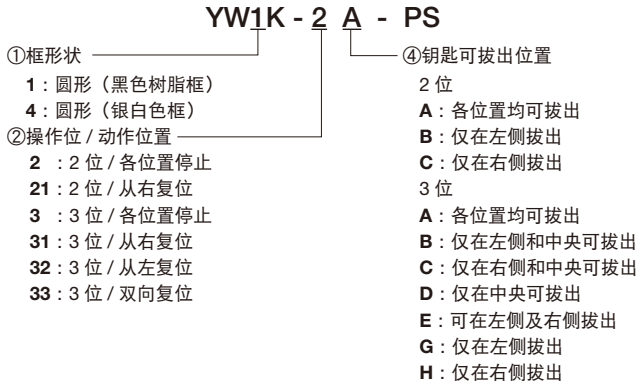 YW1K - 2 A - PS
①框形状
1：圆形（黑色树脂框）
4：圆形（银白色框）
②操作位 / 动作位置
2：2 位 / 各位置停止
21：2 位 / 从右复位
3：3 位 / 各位置停止
31：3 位 / 从右复位
32：3 位 / 从左复位
33：3 位 / 双向复位
④钥匙可拔出位置
2 位
A：各位置均可拔出
B：仅在左侧拔出
C：仅在右侧拔出
3 位
A：各位置均可拔出
B：仅在左侧和中央可拔出
C：仅在右侧和中央可拔出
D：仅在中央可拔出
E：可在左侧及右侧拔出
G：仅在左侧拔出
H：仅在右侧拔出